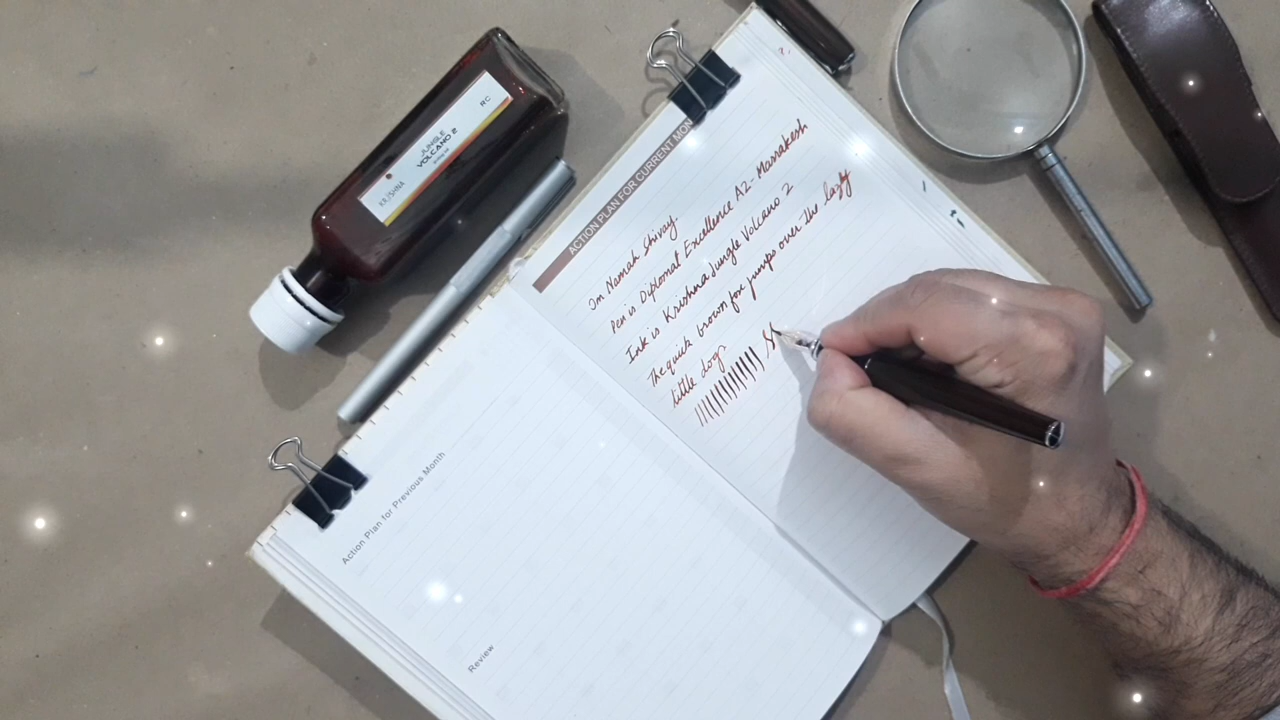 KRISHNA
JUNGLE
VOLCANO 2
RC
ACTION PLAN FOR CURRENT MON
Om Namah Shivay.
Pen is Diplomat Excellence A2- Marrakesh
Ink is Krishna Jungle Volcano 2
The quick brown fox jumps over the lazy
little dog.
Action Plan for Previous Month
Review